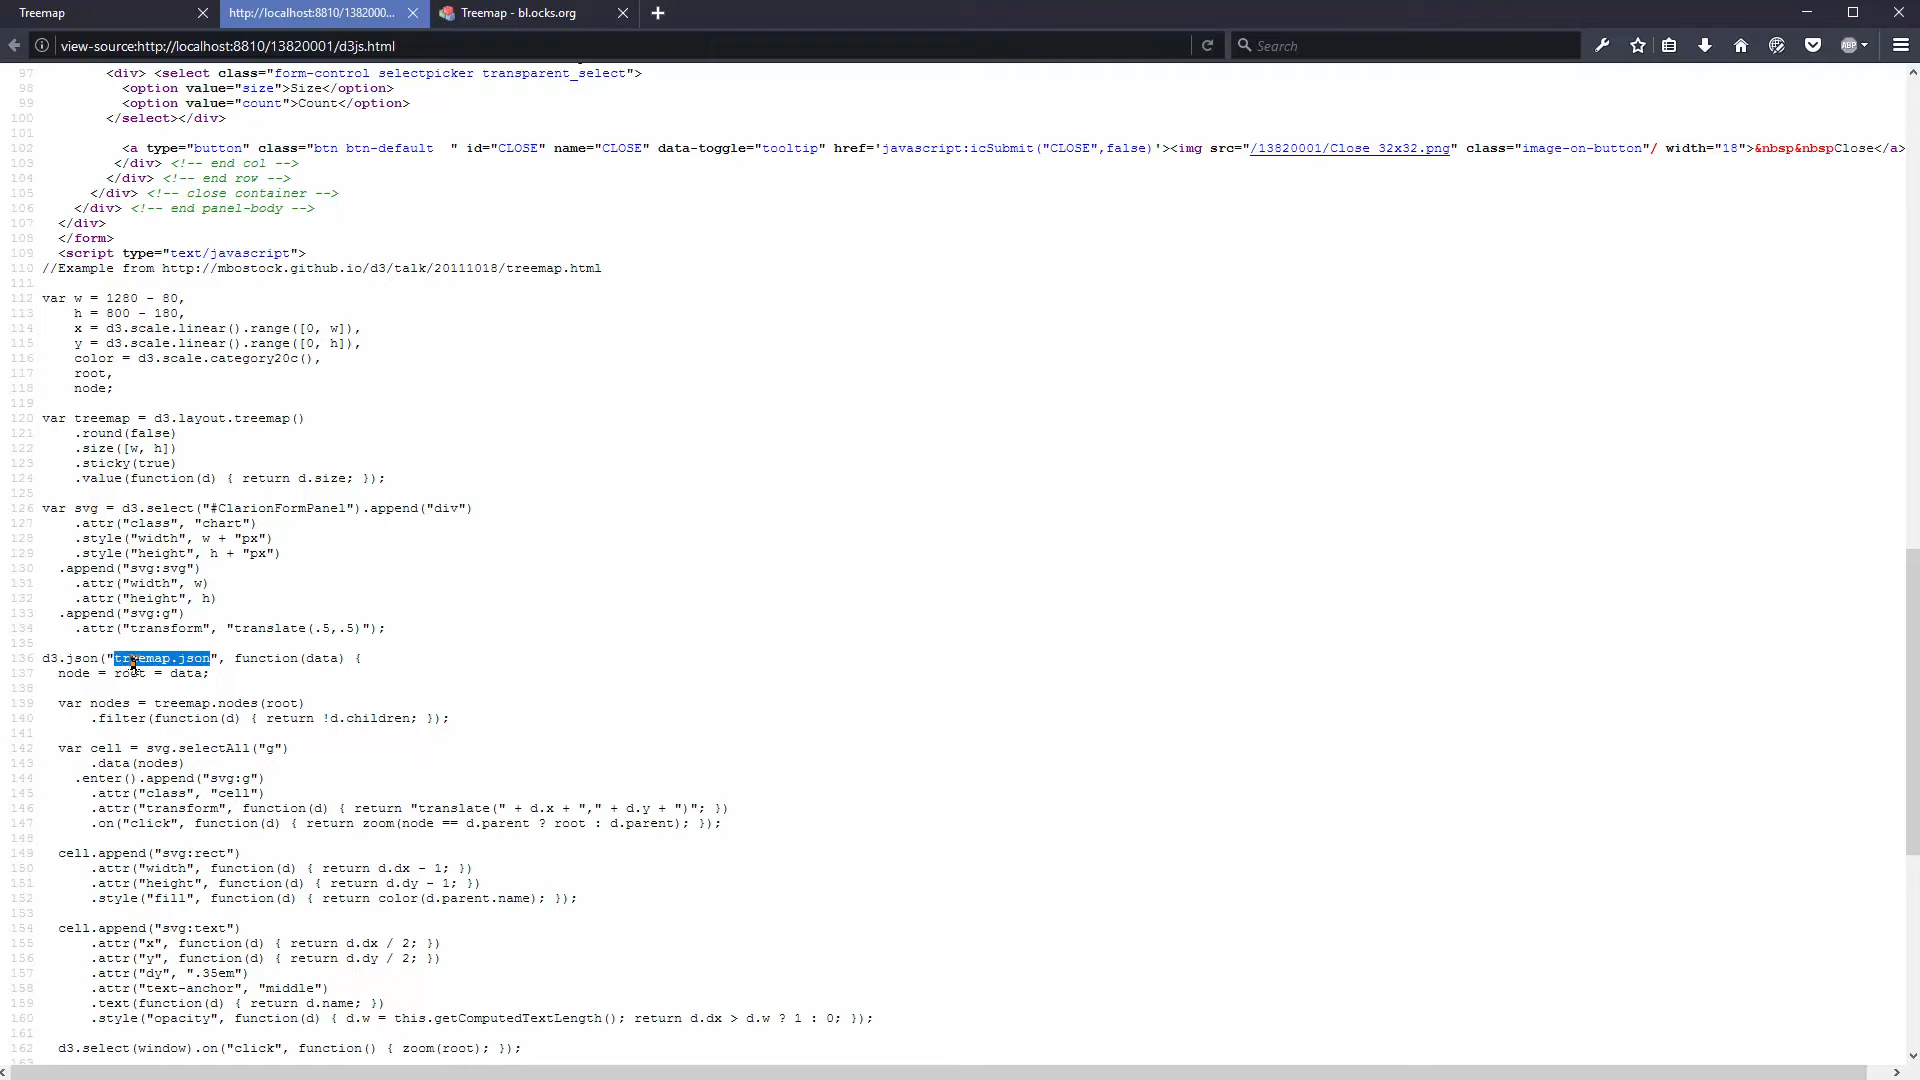 Treemap
http://localhost:8810/1382000...
Treemap - bl.ocks.org
view-source:http://localhost:8810/13820001/d3js.html
Search
ABP
97 <div> <select class="form-control selectpicker transparent_select">
98 <option value="size">Size</option>
99 <option value="count">Count</option>
100 </select></div>
101
102 <a type="button" class="btn btn-default  " id="CLOSE" name="CLOSE" data-toggle="tooltip" href='javascript:icSubmit("CLOSE",false)'><img src="/13820001/Close 32x32.png" class="image-on-button"/ width="18">&nbsp&nbspClose</a>
103 </div> <!-- end col -->
104 </div> <!-- end row -->
105 </div> <!-- close container -->
106 </div> <!-- end panel-body -->
107 </div>
108 </form>
109 <script type="text/javascript">
110 //Example from http://mbostock.github.io/d3/talk/20111018/treemap.html
111
112 var w = 1280 - 80,
113 h = 800 - 180,
114 x = d3.scale.linear().range([0, w]),
115 y = d3.scale.linear().range([0, h]),
116 color = d3.scale.category20c(),
117 root,
118 node;
119
120 var treemap = d3.layout.treemap()
121 .round(false)
122 .size([w, h])
123 .sticky(true)
124 .value(function(d) { return d.size; });
125
126 var svg = d3.select("#ClarionFormPanel").append("div")
127 .attr("class", "chart")
128 .style("width", w + "px")
129 .style("height", h + "px")
130 .append("svg:svg")
131 .attr("width", w)
132 .attr("height", h)
133 .append("svg:g")
134 .attr("transform", "translate(.5,.5)");
135
136 d3.json("treemap.json", function(data) {
137 node = root = data;
138
139 var nodes = treemap.nodes(root)
140 .filter(function(d) { return !d.children; });
141
142 var cell = svg.selectAll("g")
143 .data(nodes)
144 .enter().append("svg:g")
145 .attr("class", "cell")
146 .attr("transform", function(d) { return "translate(" + d.x + "," + d.y + ")"; })
147 .on("click", function(d) { return zoom(node == d.parent ? root : d.parent); });
148
149 cell.append("svg:rect")
150 .attr("width", function(d) { return d.dx - 1; })
151 .attr("height", function(d) { return d.dy - 1; })
152 .style("fill", function(d) { return color(d.parent.name); });
153
154 cell.append("svg:text")
155 .attr("x", function(d) { return d.dx / 2; })
156 .attr("y", function(d) { return d.dy / 2; })
157 .attr("dy", ".35em")
158 .attr("text-anchor", "middle")
159 .text(function(d) { return d.name; })
160 .style("opacity", function(d) { d.w = this.getComputedTextLength(); return d.dx > d.w ? 1 : 0; });
161
162 d3.select(window).on("click", function() { zoom(root); });
163